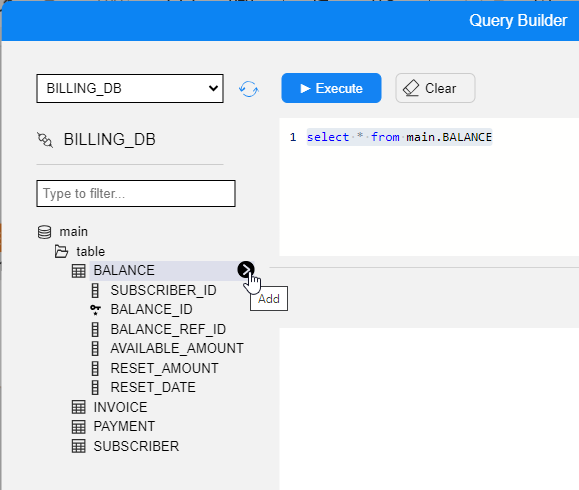 Query Builder
BILLING_DB
Execute
Clear
BILLING_DB
1 select * from main.BALANCE
Type to filter...
main
table
BALANCE
Add
SUBSCRIBER_ID
BALANCE_ID
BALANCE_REF_ID
AVAILABLE_AMOUNT
RESET_AMOUNT
RESET_DATE
INVOICE
PAYMENT
SUBSCRIBER